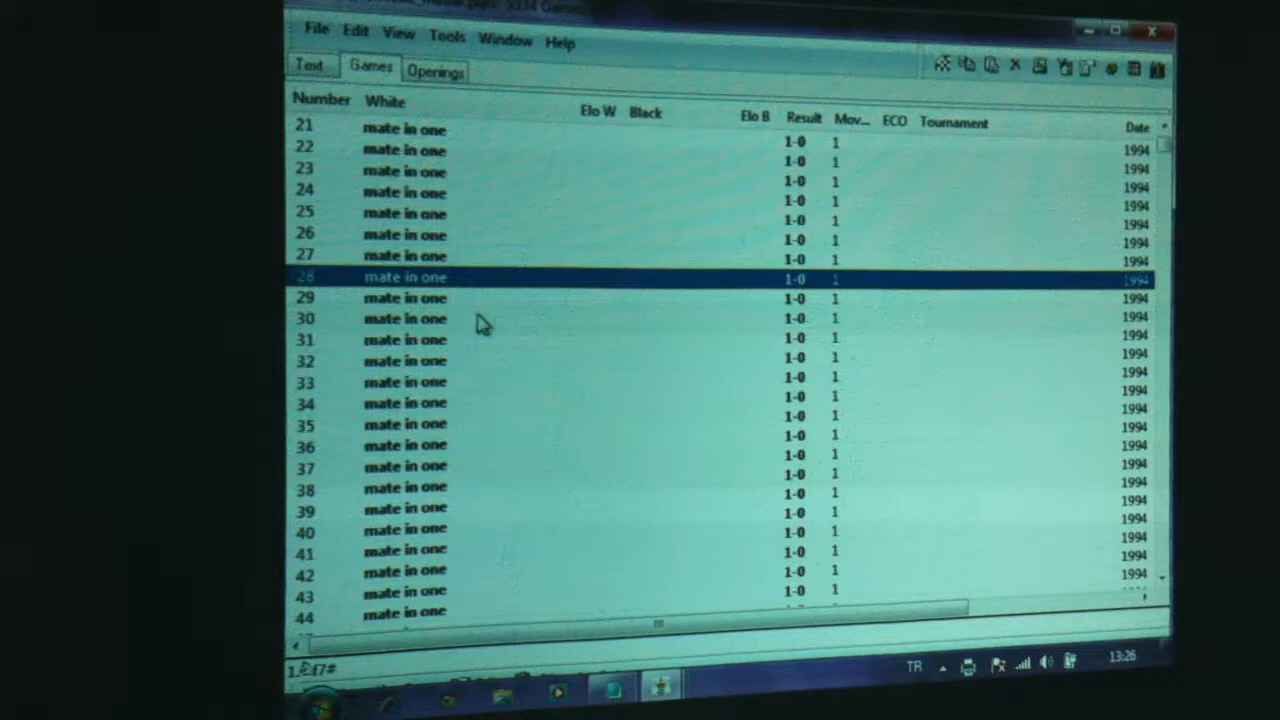 File Edit View Tools Window Help
Text Games Openings
Number White Elo W Black Elo B Result Mov... ECO Tournament Date
21 mate in one 1-0 1 1994
22 mate in one 1-0 1 1994
23 mate in one 1-0 1 1994
24 mate in one 1-0 1 1994
25 mate in one 1-0 1 1994
26 mate in one 1-0 1 1994
27 mate in one 1-0 1 1994
28 mate in one 1-0 1 1994
29 mate in one 1-0 1 1994
30 mate in one 1-0 1 1994
31 mate in one 1-0 1 1994
32 mate in one 1-0 1 1994
33 mate in one 1-0 1 1994
34 mate in one 1-0 1 1994
35 mate in one 1-0 1 1994
36 mate in one 1-0 1 1994
37 mate in one 1-0 1 1994
38 mate in one 1-0 1 1994
39 mate in one 1-0 1 1994
40 mate in one 1-0 1 1994
41 mate in one 1-0 1 1994
42 mate in one 1-0 1 1994
43 mate in one 1-0 1 1994
44 mate in one 1-0 1 1994
TR 13:26